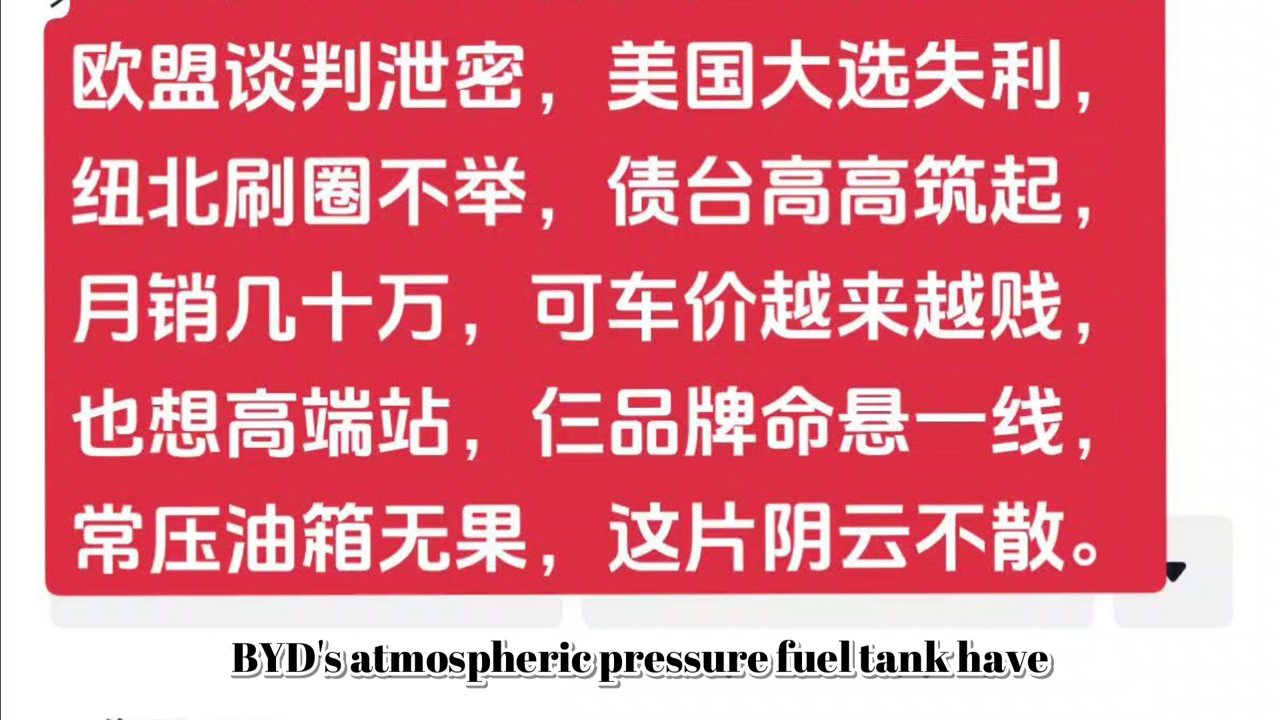 欧盟谈判泄密，美国大选失利，
纽北刷圈不举，债台高高筑起，
月销几十万，可车价越来越贱，
也想高端站，仨品牌命悬一线，
常压油箱无果，这片阴云不散。
BYD's atmospheric pressure fuel tank have